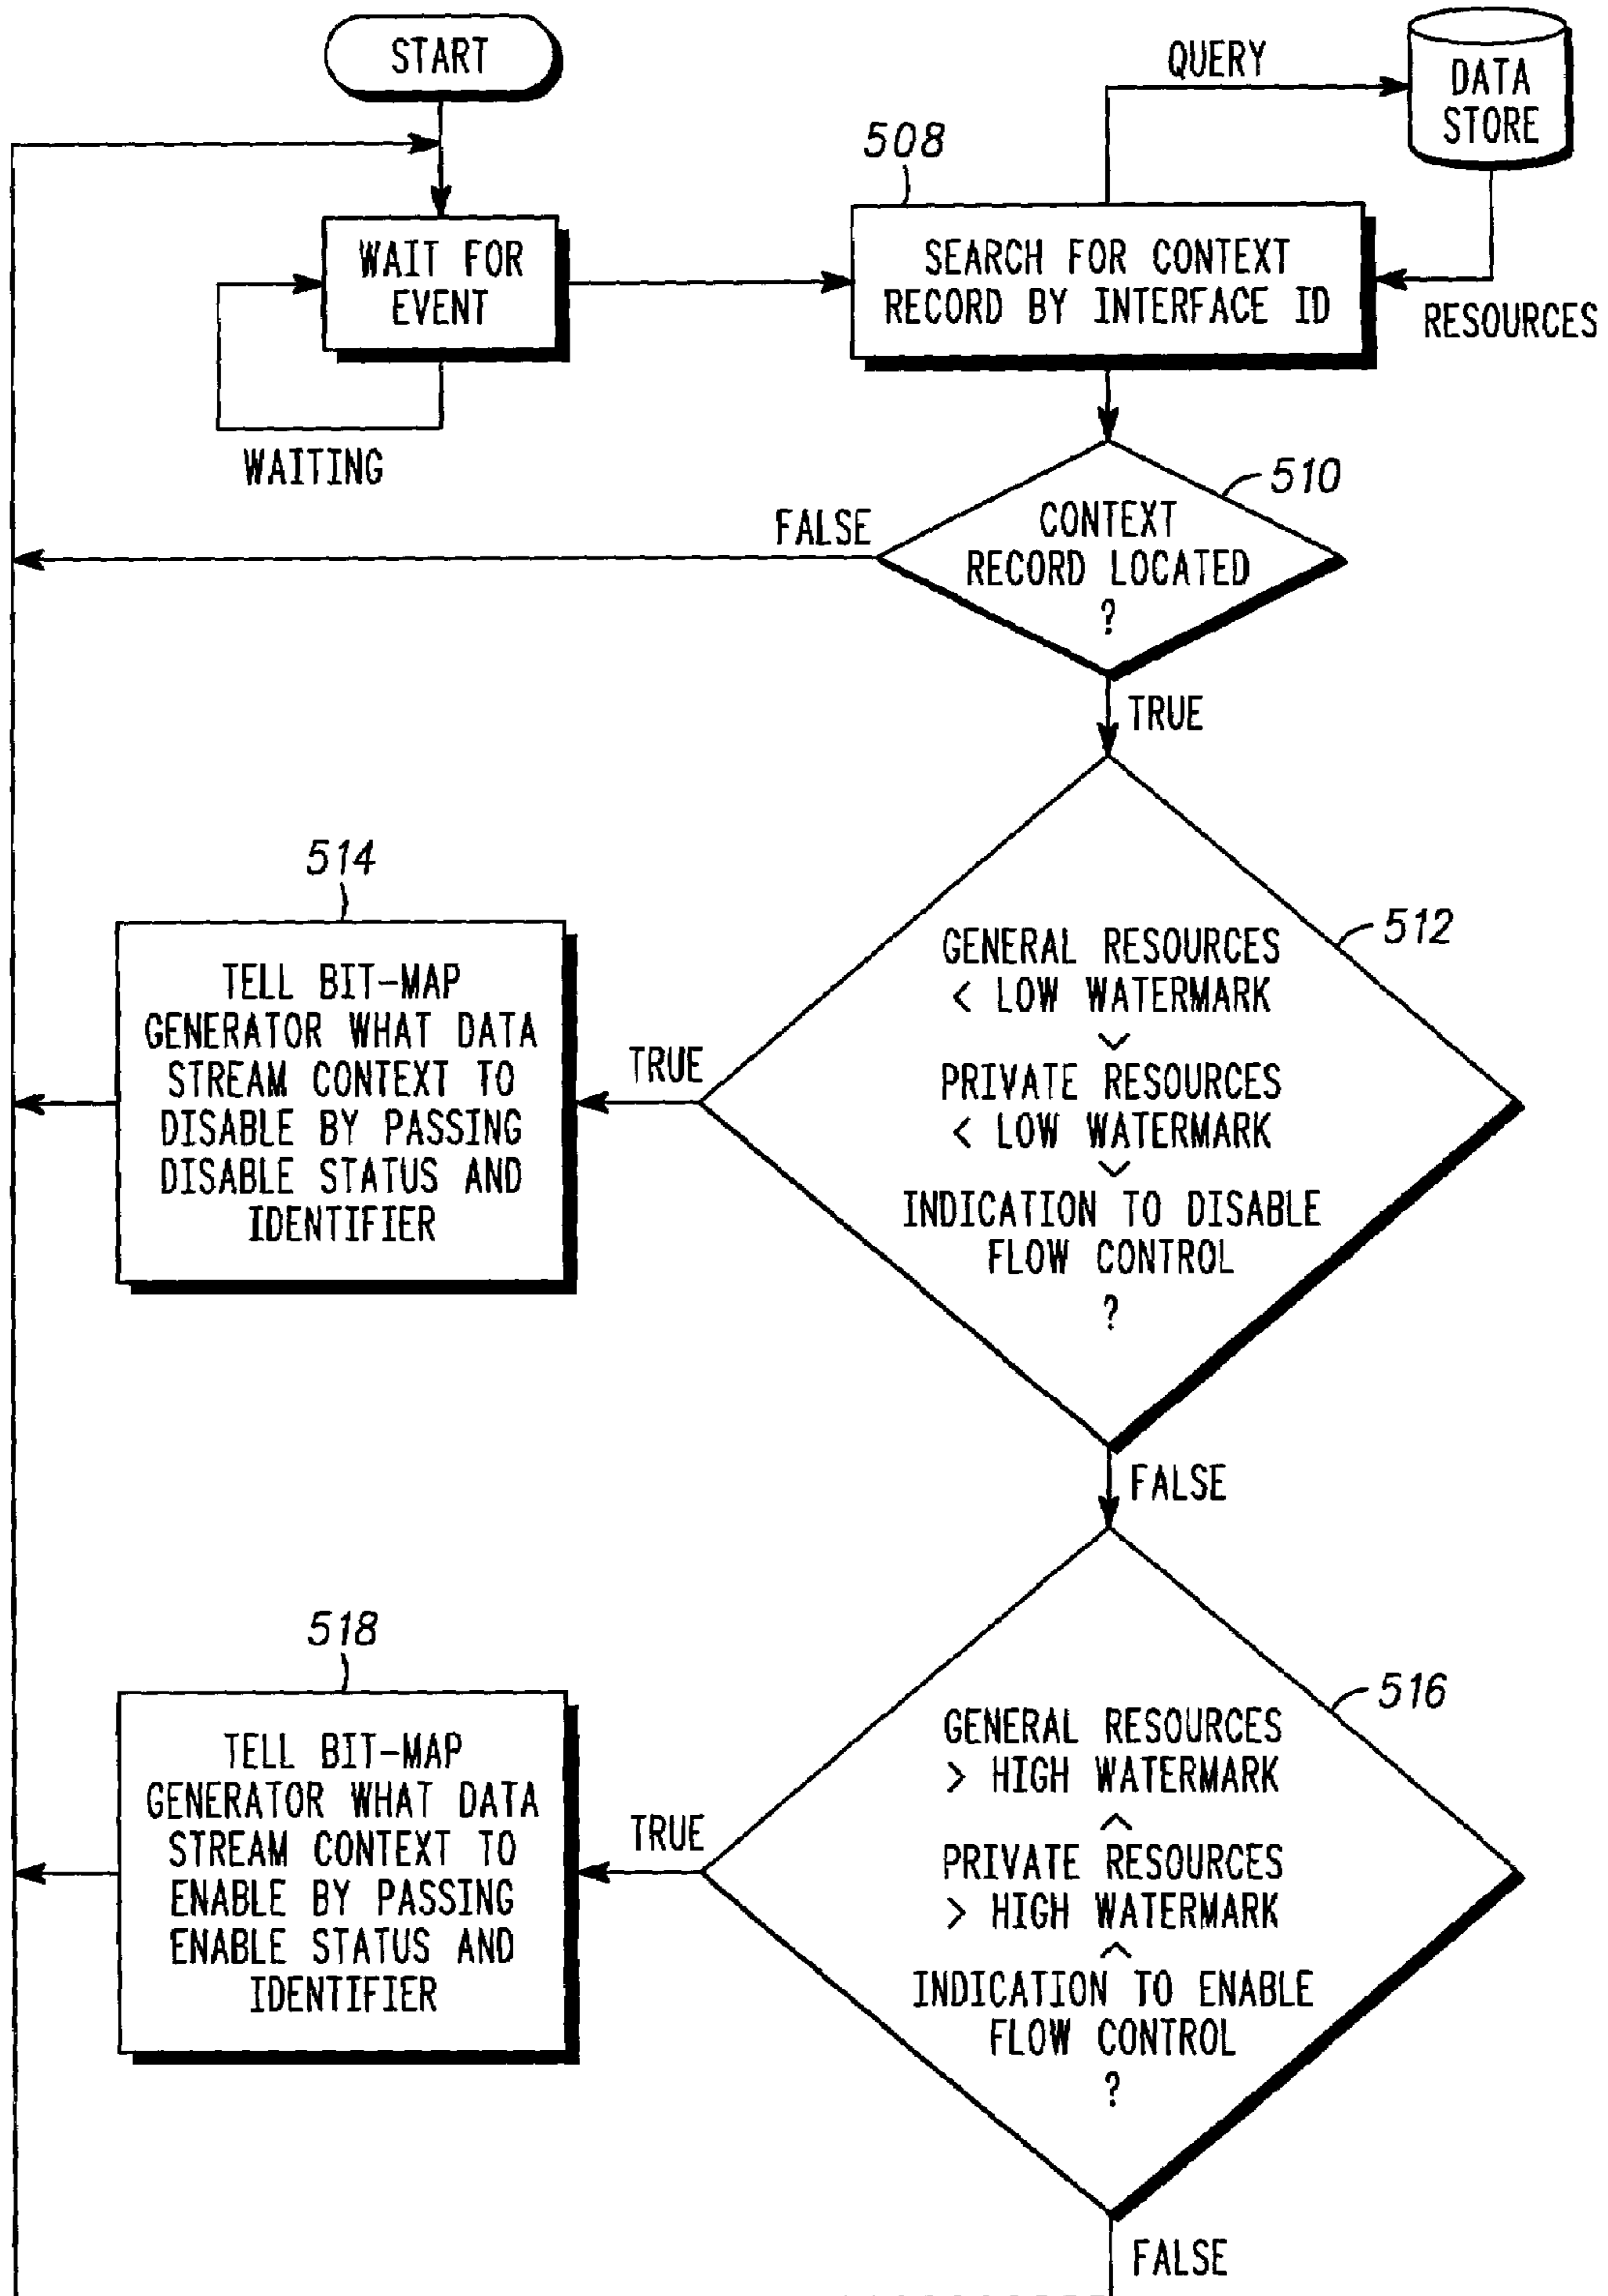 START
QUERY
DATA
STORE
508
WAIT FOR
EVENT
SEARCH FOR CONTEXT
RECORD BY INTERFACE ID
RESOURCES
WAITING
510
FALSE
CONTEXT
RECORD LOCATED
?
TRUE
514
TELL BIT-MAP
GENERATOR WHAT DATA
STREAM CONTEXT TO
DISABLE BY PASSING
DISABLE STATUS AND
IDENTIFIER
TRUE
512
GENERAL RESOURCES
< LOW WATERMARK
∨
PRIVATE RESOURCES
< LOW WATERMARK
∨
INDICATION TO DISABLE
FLOW CONTROL
?
FALSE
518
TELL BIT-MAP
GENERATOR WHAT DATA
STREAM CONTEXT TO
ENABLE BY PASSING
ENABLE STATUS AND
IDENTIFIER
TRUE
516
GENERAL RESOURCES
> HIGH WATERMARK
∧
PRIVATE RESOURCES
> HIGH WATERMARK
∧
INDICATION TO ENABLE
FLOW CONTROL
?
FALSE